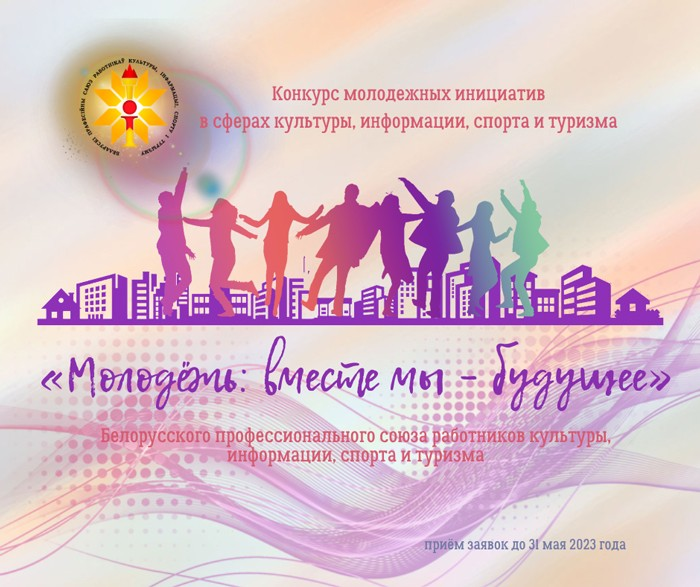 БЕЛАРУСКІ ПРАФЕСІЙНЫ САЮЗ РАБОТНІКАЎ КУЛЬТУРЫ, ІНФАРМАЦЫІ, СПОРТУ І ТУРЫЗМУ
Конкурс молодежных инициатив
в сферах культуры, информации, спорта и туризма
«Молодёжь: вместе мы – будущее»
Белорусского профессионального союза работников культуры,
информации, спорта и туризма
приём заявок до 31 мая 2023 года